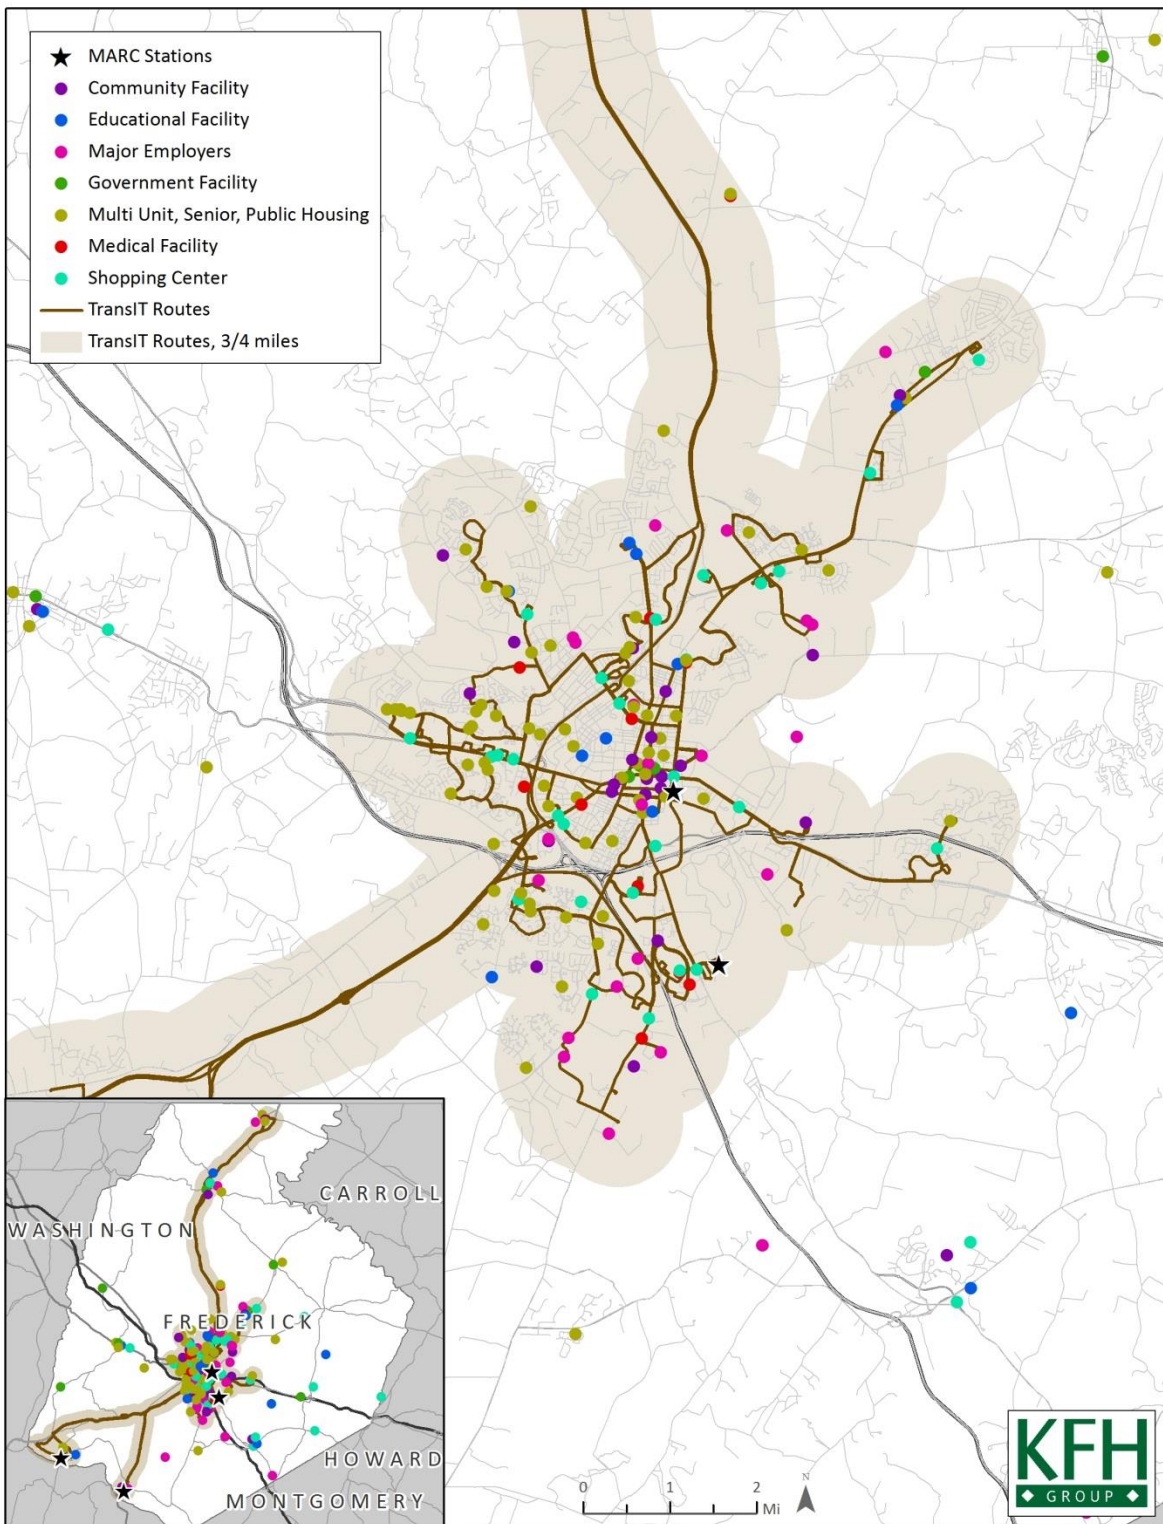 MARC Stations
Community Facility
Educational Facility
Major Employers
Government Facility
Multi Unit, Senior, Public Housing
Medical Facility
Shopping Center
TransIT Routes
TransIT Routes, 3/4 miles
CARROLL
WASHINGTON
FREDERICK
HOWARD
MONTGOMERY
0 1 2
Mi
N
KFH
GROUP